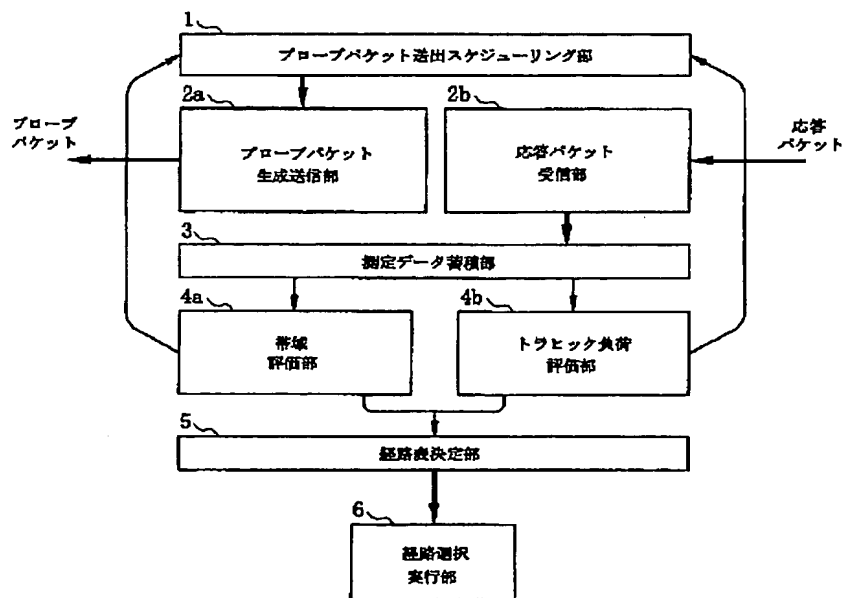 1
プローブパケット送出スケジューリング部
2a
2b
プローブ
パケット
プローブパケット
生成送信部
応答パケット
受信部
応答
パケット
3
測定データ蓄積部
4a
4b
帯域
評価部
トラヒック負荷
評価部
5
経路表決定部
6
経路選択
実行部